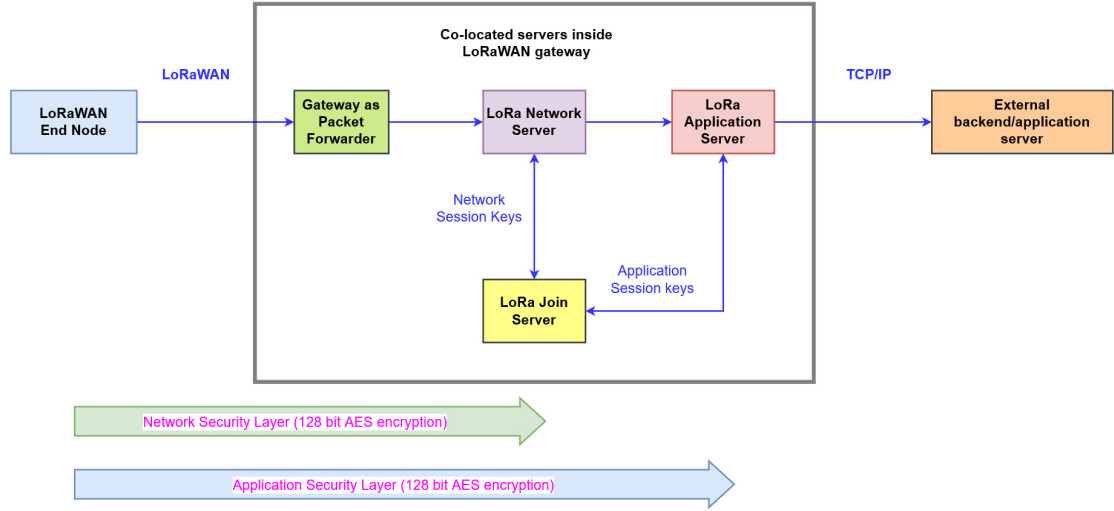 Co-located servers inside
LoRaWAN gateway
LoRaWAN
TCP/IP
LoRaWAN
End Node
Gateway as
Packet
Forwarder
LoRa Network
Server
LoRa
Application
Server
External
backend/application
server
Network
Session Keys
Application
Session keys
LoRa Join
Server
Network Security Layer (128 bit AES encryption)
Application Security Layer (128 bit AES encryption)